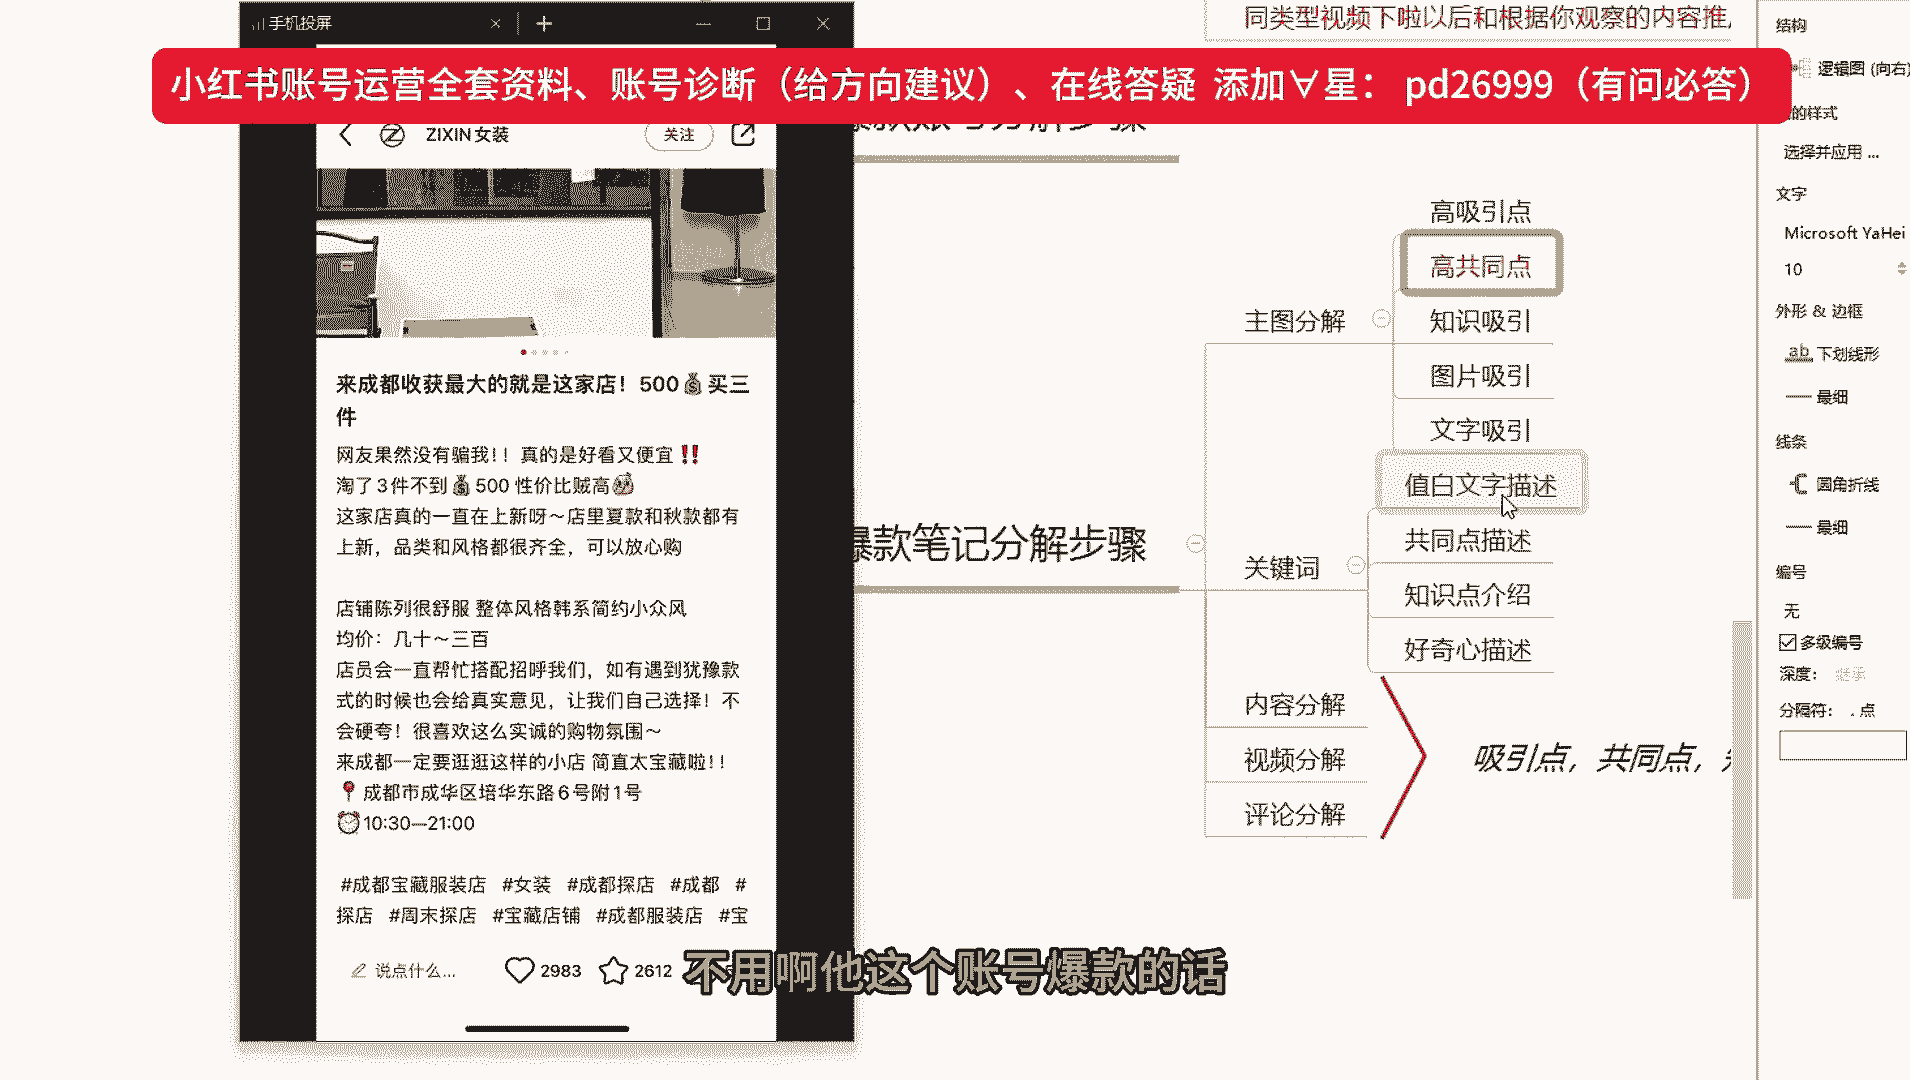 手机投屏
同类型视频下啦以后和根据你观察的内容推
结构
小红书账号运营全套资料、账号诊断（给方向建议）、在线答疑 添加∀星： pd26999（有问必答）
逻辑图 (向右)
的样式
ZIXIN 女装
关注
选择并应用 ...
文字
Microsoft YaHei
10
外形 & 边框
ab 下划线形
最细
线条
圆角折线
最细
编号
无
多级编号
深度： 继承
分隔符： . 点
来成都收获最大的就是这家店！500💰买三
件
网友果然没有骗我!! 真的是好看又便宜‼️
淘了3件不到💰500 性价比贼高
这家店真的一直在上新呀～店里夏款和秋款都有
上新，品类和风格都很齐全，可以放心购
店铺陈列很舒服 整体风格韩系简约小众风
均价：几十～三百
店员会一直帮忙搭配招呼我们，如有遇到犹豫款
式的时候也会给真实意见，让我们自己选择！不
会硬夸！很喜欢这么实诚的购物氛围～
来成都一定要逛逛这样的小店 简直太宝藏啦!!
📍成都市成华区培华东路6号附1号
⏰10:30—21:00
#成都宝藏服装店 #女装 #成都探店 #成都 #
探店 #周末探店 #宝藏店铺 #成都服装店 #宝
说点什么...
2983
2612
爆款笔记分解步骤
主图分解
高吸引点
高共同点
知识吸引
图片吸引
文字吸引
关键词
值白文字描述
共同点描述
知识点介绍
好奇心描述
内容分解
视频分解
评论分解
吸引点，共同点，
不用啊他这个账号爆款的话